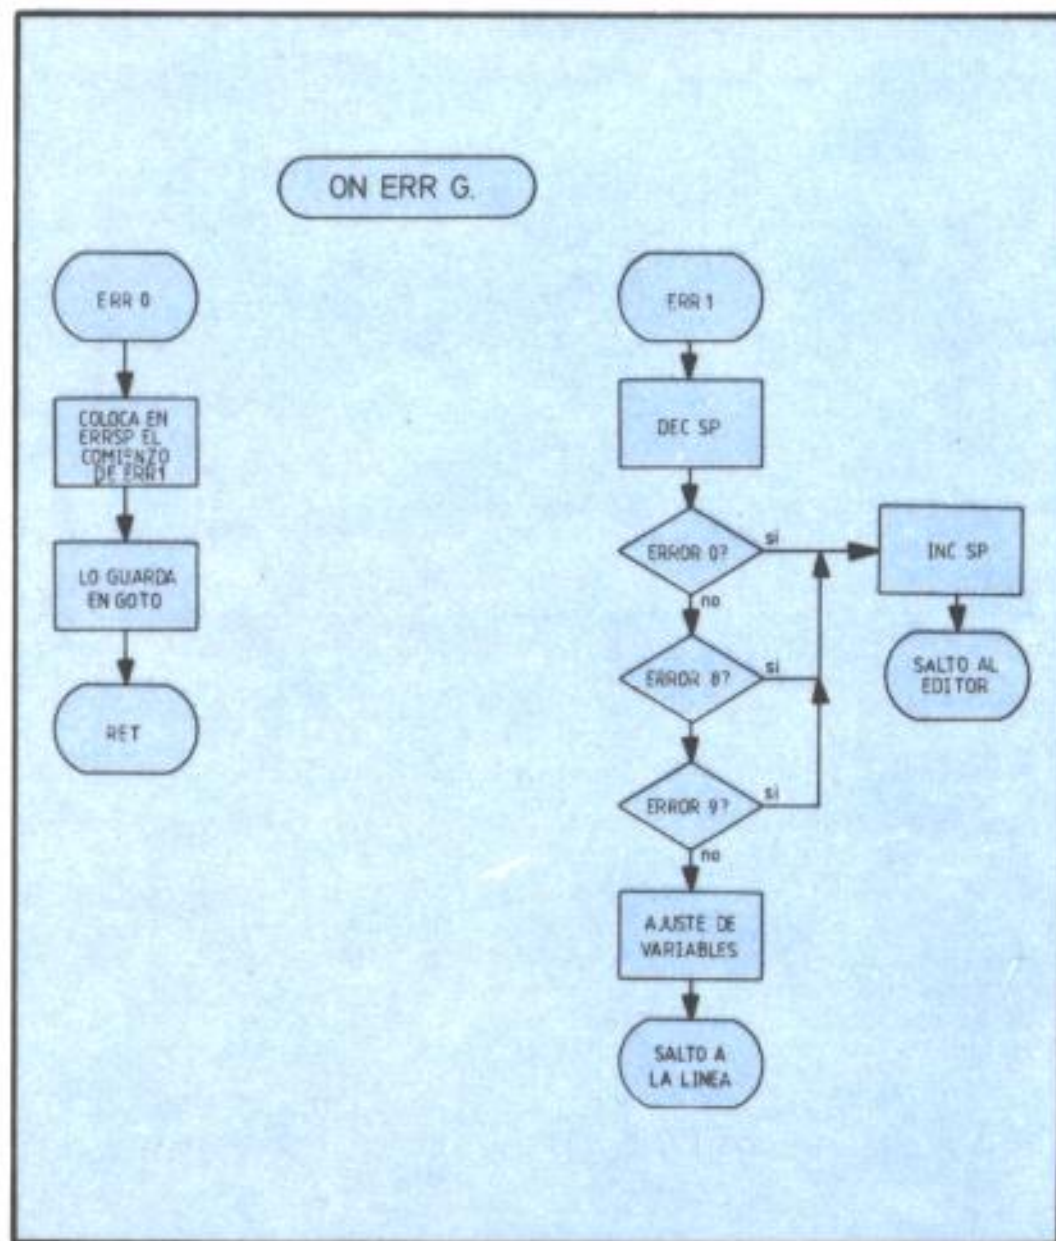 ON ERR G.
ERR 0
COLOCA EN
ERRSP EL
COMIENZO
DE ERR1
LO GUARDA
EN GOTO
RET
ERR 1
DEC SP
ERROR 0?
si
no
ERROR 8?
si
ERROR 9?
si
no
AJUSTE DE
VARIABLES
SALTO A
LA LINEA
INC SP
SALTO AL
EDITOR